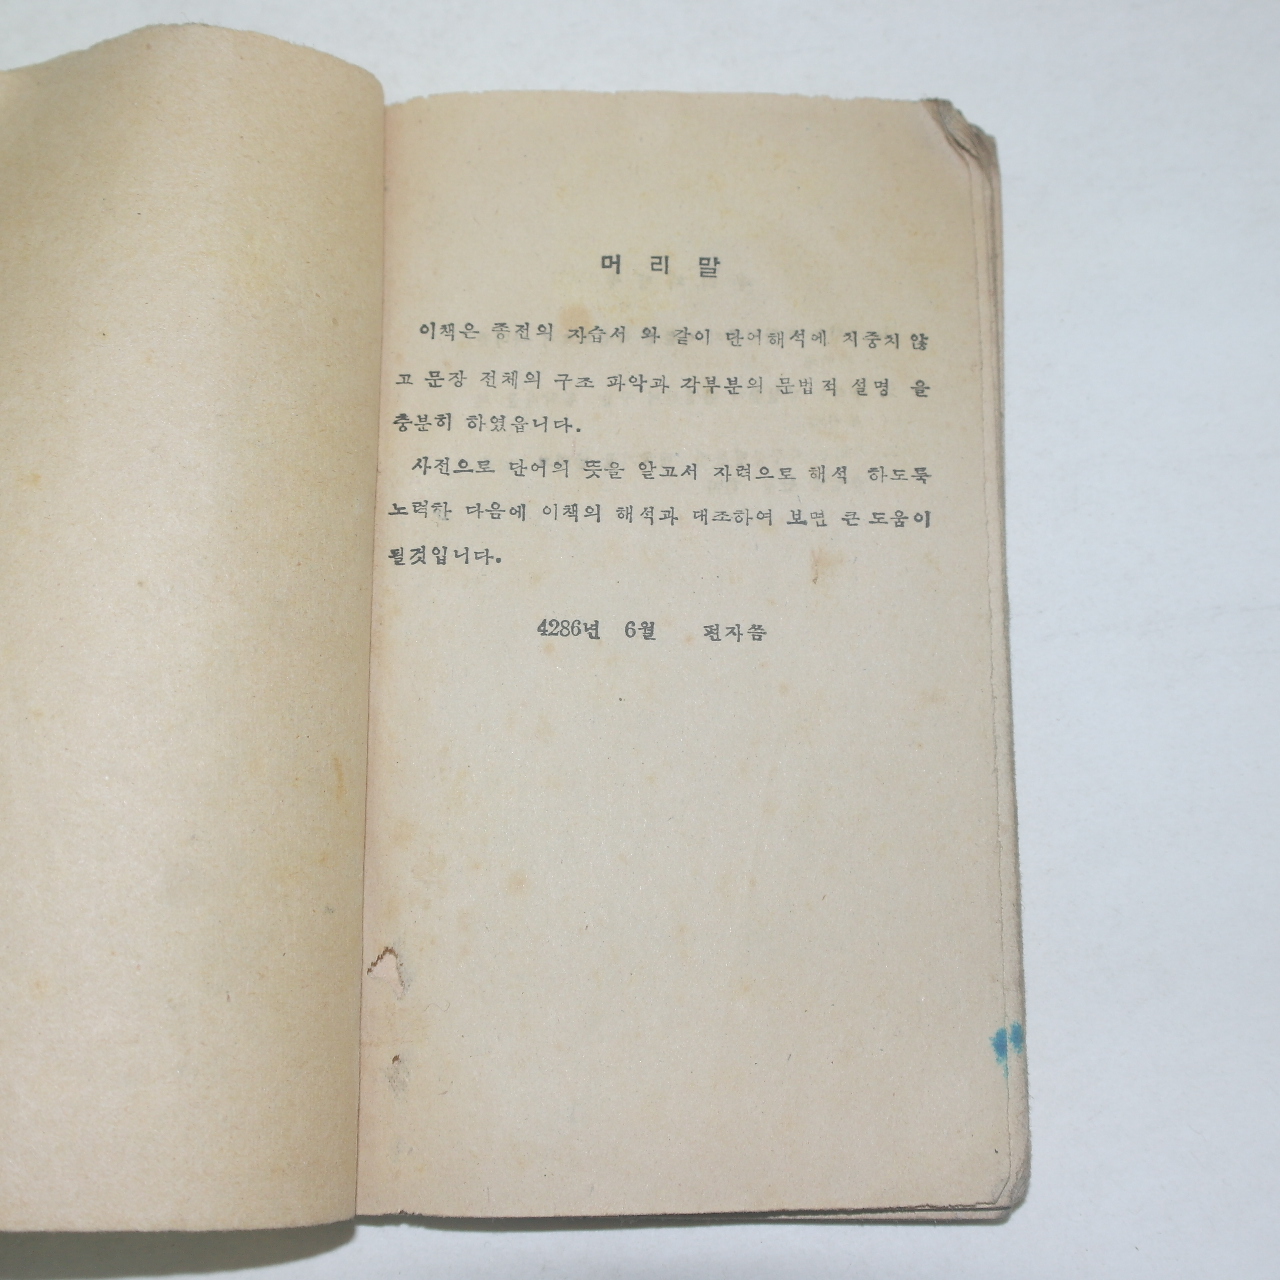 머리말
이책은 종전의 자습서 와 같이 단어해석에 치중치않
고 문장 전체의 구조 파악과 각부분의 문법적 설명 을
충분히 하였읍니다.
사전으로 단어의 뜻을 알고서 자력으로 해석 하도록
노력한 다음에 이책의 해석과 대조하여 보면 큰 도움이
될것입니다.
4286년 6월 편자씀